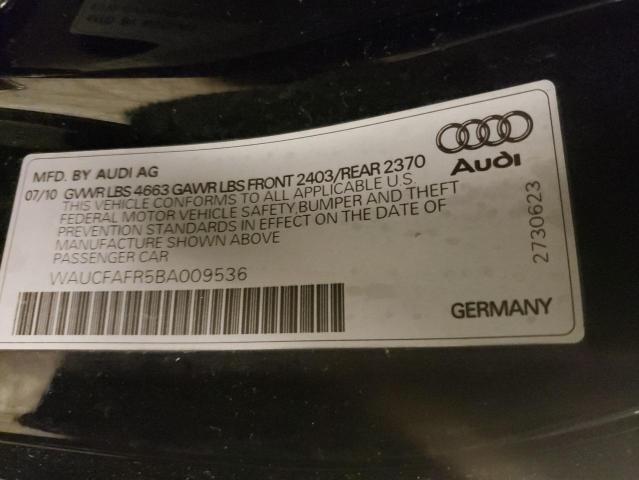 MFD. BY AUDI AG
07/10 GVWR LBS 4663 GAWR LBS FRONT 2403/REAR 2370
THIS VEHICLE CONFORMS TO ALL APPLICABLE U.S.
FEDERAL MOTOR VEHICLE SAFETY,BUMPER AND THEFT
PREVENTION STANDARDS IN EFFECT ON THE DATE OF
MANUFACTURE SHOWN ABOVE
PASSENGER CAR
WAUCFAFR5BA009536
Audi
2730623
GERMANY